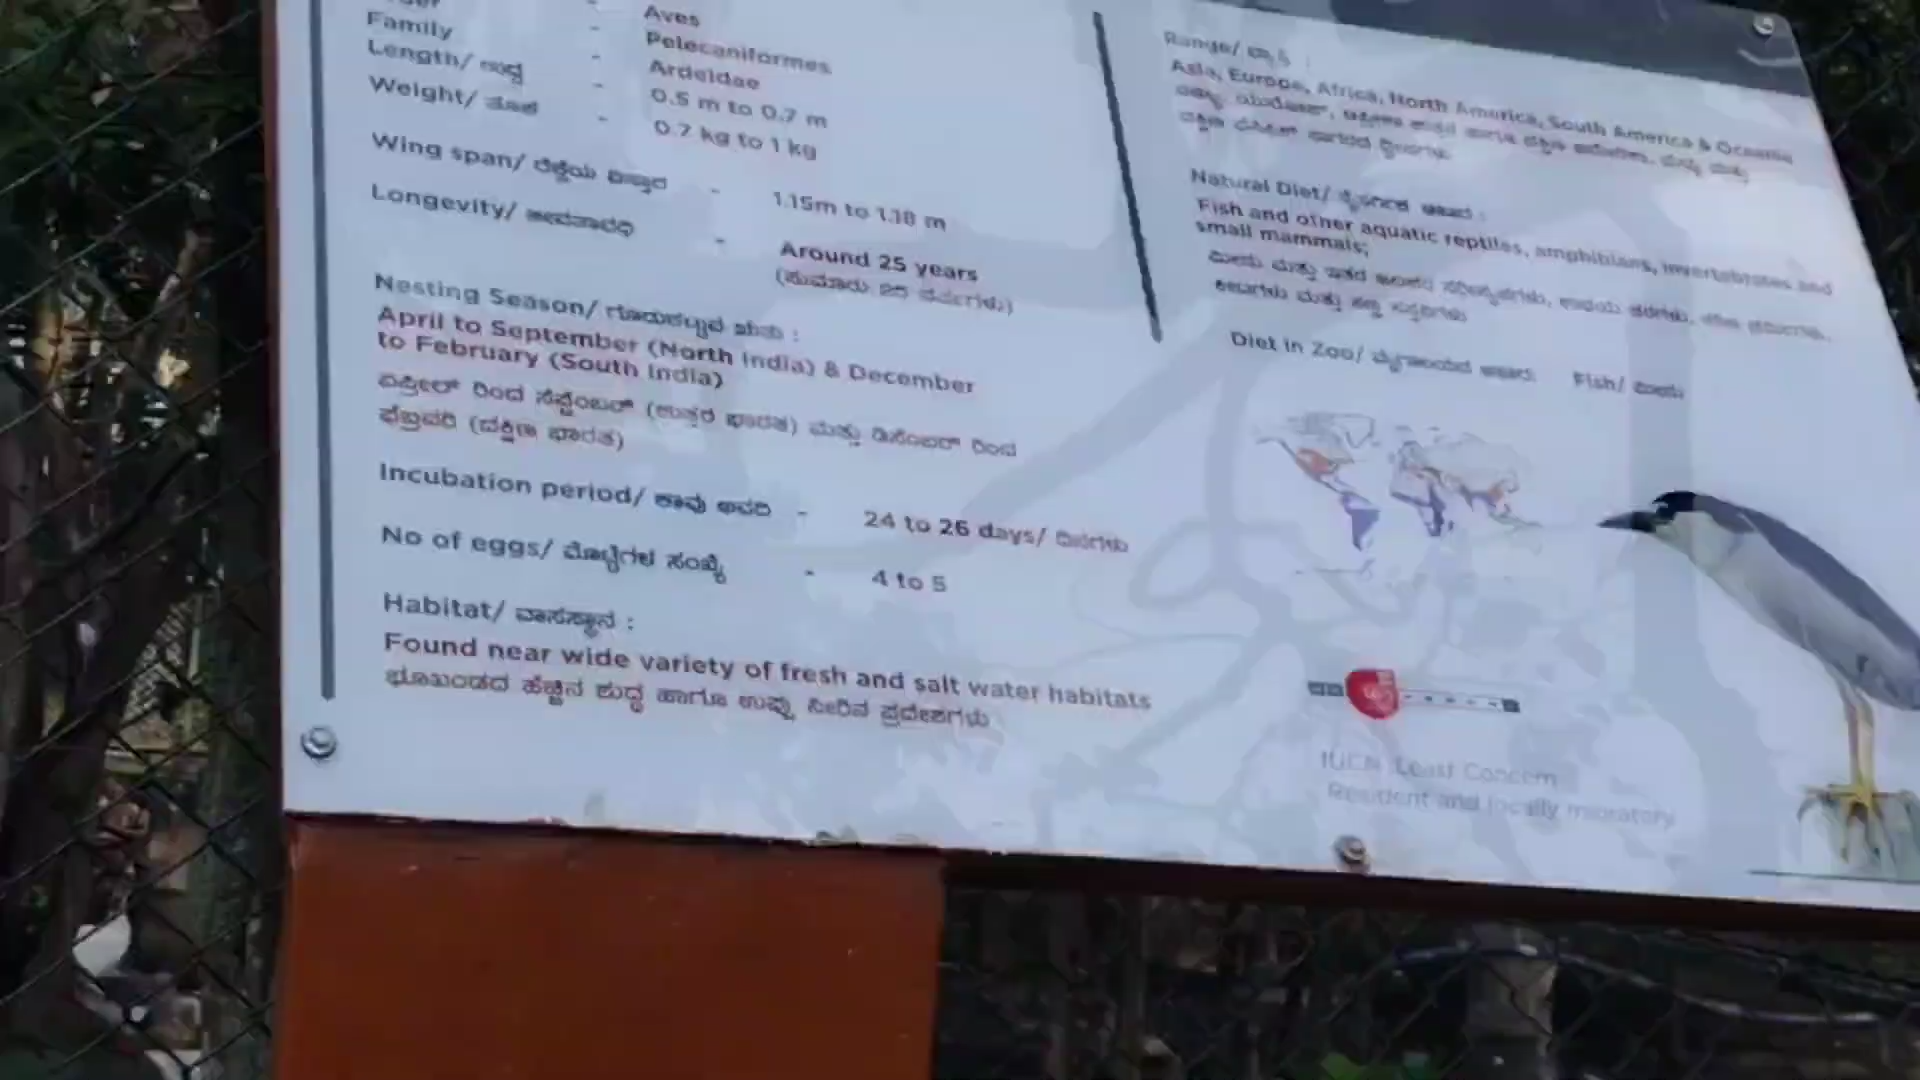 Aves
Family - Pelecaniformes
Length/ ಉದ್ದ - Ardeidae
Weight/ ತೂಕ - 0.5 m to 0.7 m
- 0.7 kg to 1 kg
Wing span/ ರೆಕ್ಕೆಯ ವಿಸ್ತಾರ - 1.15m to 1.18 m
Longevity/ ಜೀವಿತಾವಧಿ - Around 25 years
(ಸುಮಾರು ೨೫ ವರ್ಷಗಳು)
Nesting Season/ ಗೂಡುಕಟ್ಟುವ ಋತು :
April to September (North India) & December
to February (South India)
ಏಪ್ರೀಲ್ ರಿಂದ ಸೆಪ್ಟೆಂಬರ್ (ಉತ್ತರ ಭಾರತ) ಮತ್ತು ಡಿಸೆಂಬರ್ ರಿಂದ
ಫೆಬ್ರವರಿ (ದಕ್ಷಿಣ ಭಾರತ)
Incubation period/ ಕಾವು ಅವಧಿ - 24 to 26 days/ ದಿನಗಳು
No of eggs/ ಮೊಟ್ಟೆಗಳ ಸಂಖ್ಯೆ - 4 to 5
Habitat/ ವಾಸಸ್ಥಾನ :
Found near wide variety of fresh and salt water habitats
ಭೂಖಂಡದ ಹೆಚ್ಚಿನ ಶುದ್ಧ ಹಾಗೂ ಉಪ್ಪು ನೀರಿನ ಪ್ರದೇಶಗಳು
Range/ :
Asia, Europe, Africa, North America, South America & Oceania
Natural Diet/ ನೈಸರ್ಗಿಕ ಆಹಾರ :
Fish and other aquatic reptiles, amphibians, invertebrates and
small mammals;
Diet in Zoo/ ಮೃಗಾಲಯದ ಆಹಾರ: Fish/ ಮೀನು
IUCN :Least Concern
Resident and locally migratory